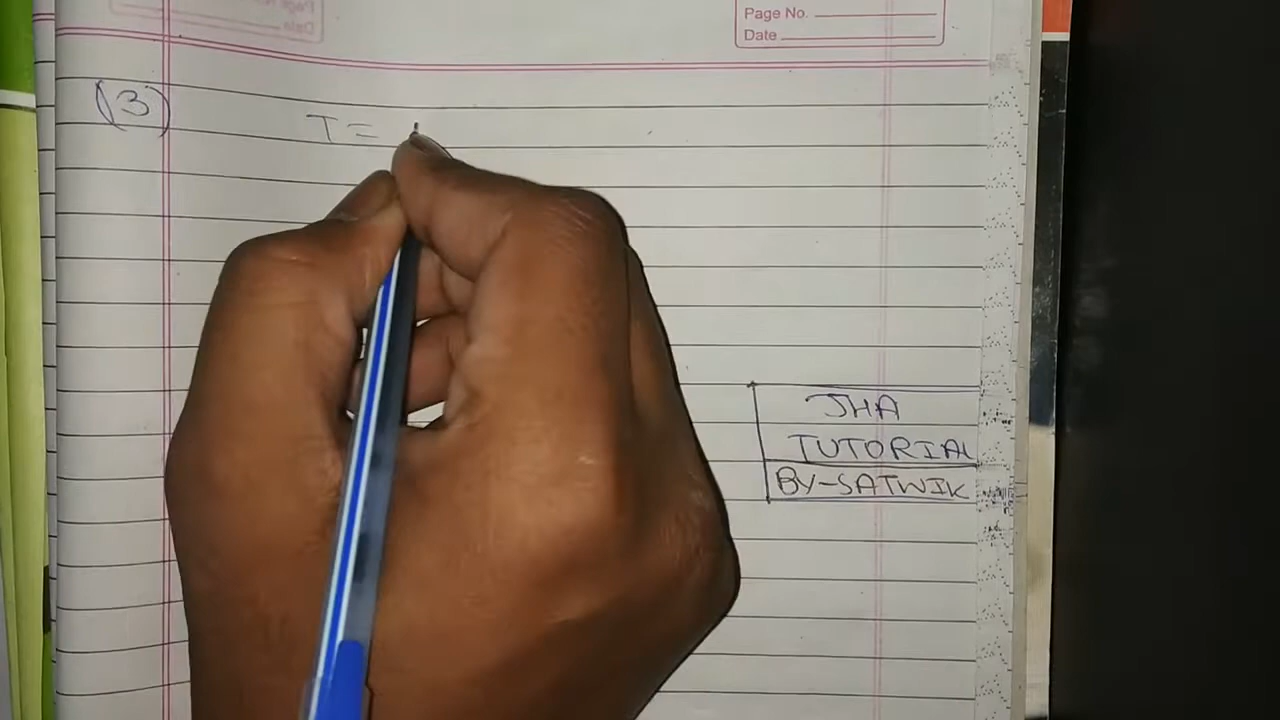 Page No.
Date
(3) T =
JHA
TUTORIAL
BY-SATWIK